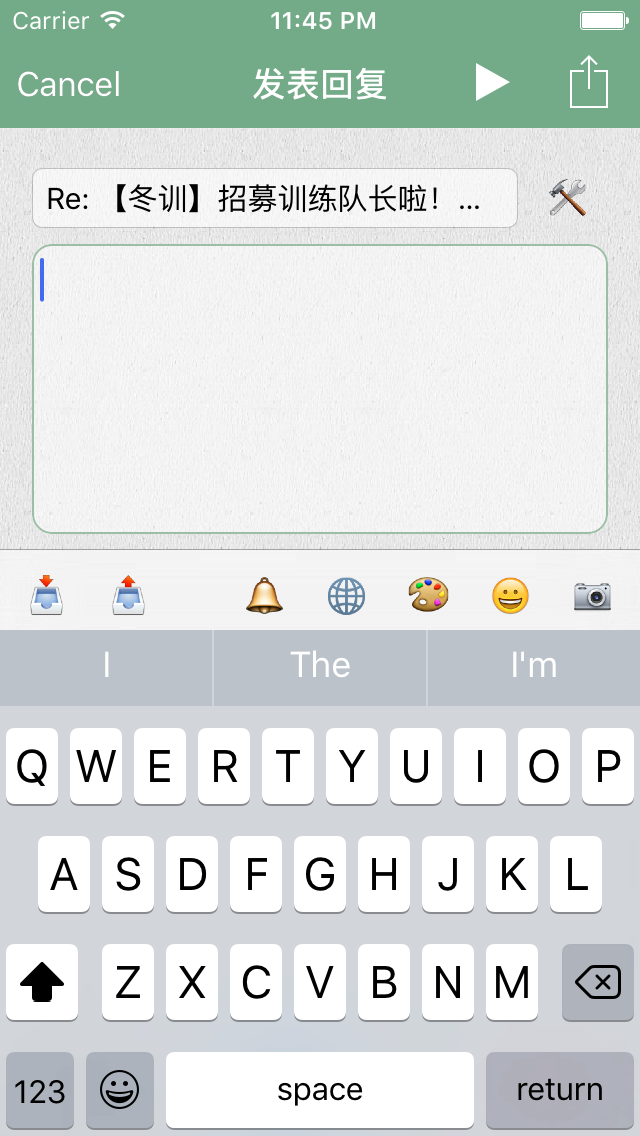 Carrier 11:45 PM
Cancel 发表回复
Re: 【冬训】招募训练队长啦！...
I The I'm
Q W E R T Y U I O P
A S D F G H J K L
Z X C V B N M
123 space return